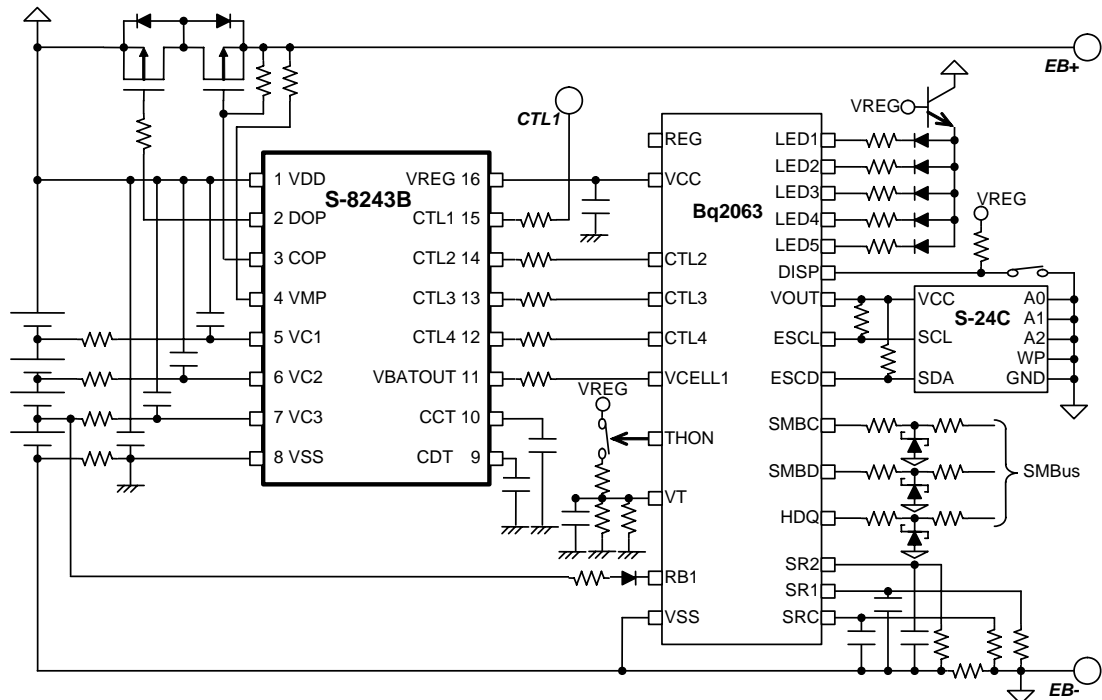 EB+
CTL1
VREG
S-8243B
1 VDD
2 DOP
3 COP
4 VMP
5 VC1
6 VC2
7 VC3
8 VSS
VREG 16
CTL1 15
CTL2 14
CTL3 13
CTL4 12
VBATOUT 11
CCT 10
CDT 9
VREG
Bq2063
REG
VCC
CTL2
CTL3
CTL4
VCELL1
THON
VT
RB1
VSS
LED1
LED2
LED3
LED4
LED5
DISP
VOUT
ESCL
ESCD
SMBC
SMBD
HDQ
SR2
SR1
SRC
VREG
S-24C
VCC
SCL
SDA
A0
A1
A2
WP
GND
SMBus
EB-